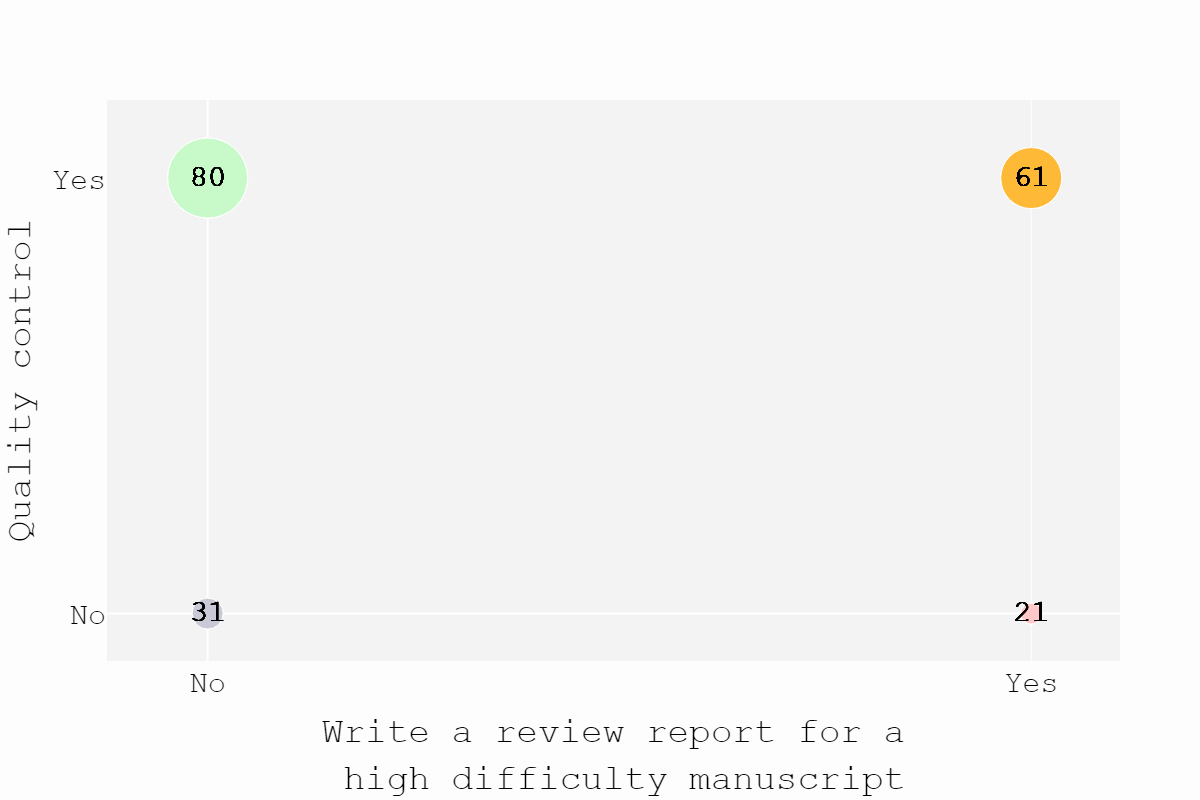 Quality control
Yes
80
61
No
31
21
No
Yes
Write a review report for a
high difficulty manuscript